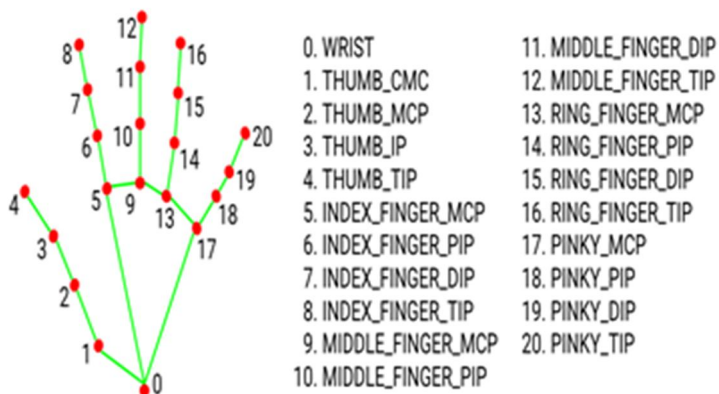 12
8
16
11
7
15
20
10
6
14
19
4
5
9
13
18
3
17
2
1
0
0. WRIST
1. THUMB_CMC
2. THUMB_MCP
3. THUMB_IP
4. THUMB_TIP
5. INDEX_FINGER_MCP
6. INDEX_FINGER_PIP
7. INDEX_FINGER_DIP
8. INDEX_FINGER_TIP
9. MIDDLE_FINGER_MCP
10. MIDDLE_FINGER_PIP
11. MIDDLE_FINGER_DIP
12. MIDDLE_FINGER_TIP
13. RING_FINGER_MCP
14. RING_FINGER_PIP
15. RING_FINGER_DIP
16. RING_FINGER_TIP
17. PINKY_MCP
18. PINKY_PIP
19. PINKY_DIP
20. PINKY_TIP